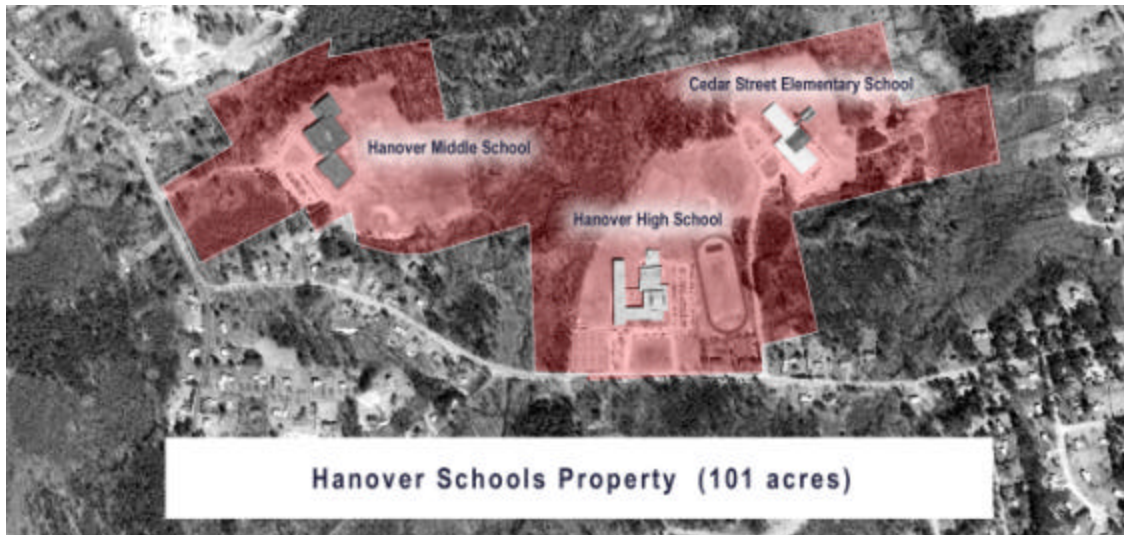 Cedar Street Elementary School
Hanover Middle School
Hanover High School
Hanover Schools Property (101 acres)